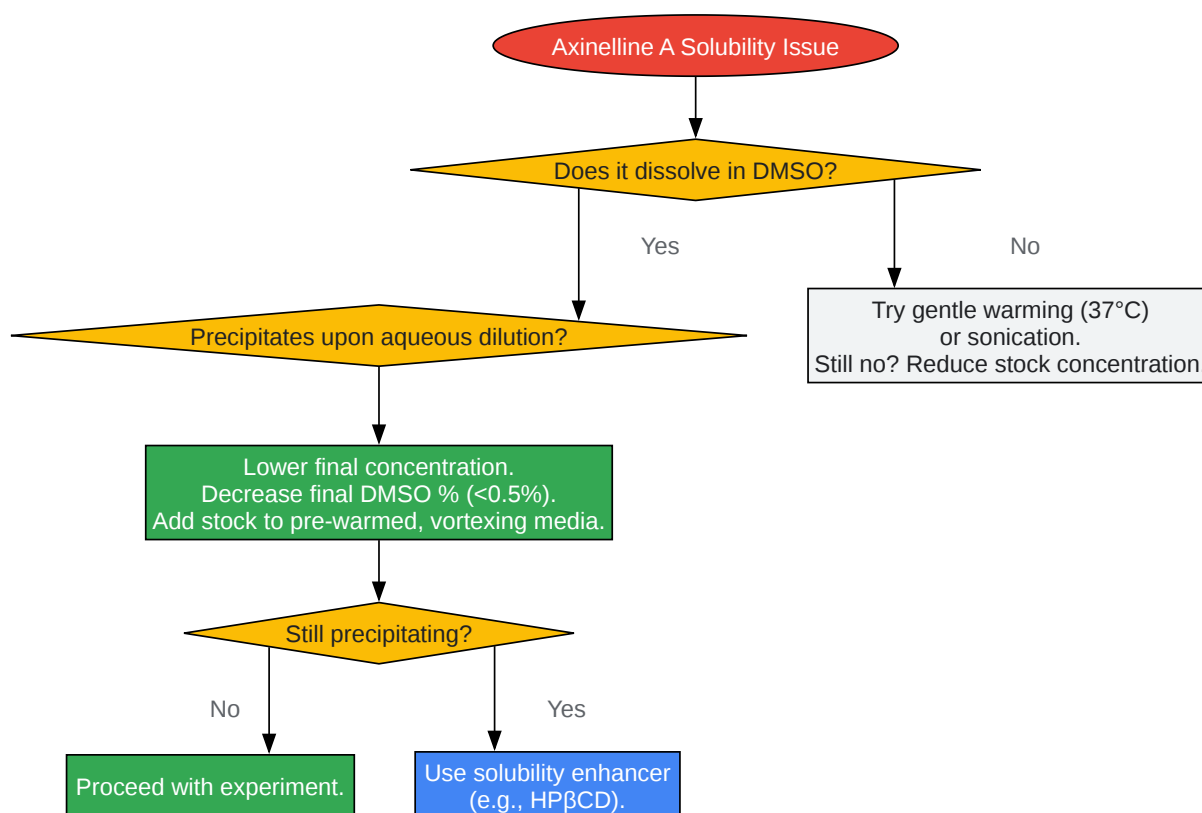 Axinelline A Solubility Issue
Does it dissolve in DMSO?
Yes
No
Try gentle warming (37°C)
or sonication.
Still no? Reduce stock concentration
Precipitates upon aqueous dilution?
Lower final concentration.
Decrease final DMSO % (<0.5%).
Add stock to pre-warmed, vortexing media.
Still precipitating?
No
Yes
Proceed with experiment.
Use solubility enhancer
(e.g., HPβCD).